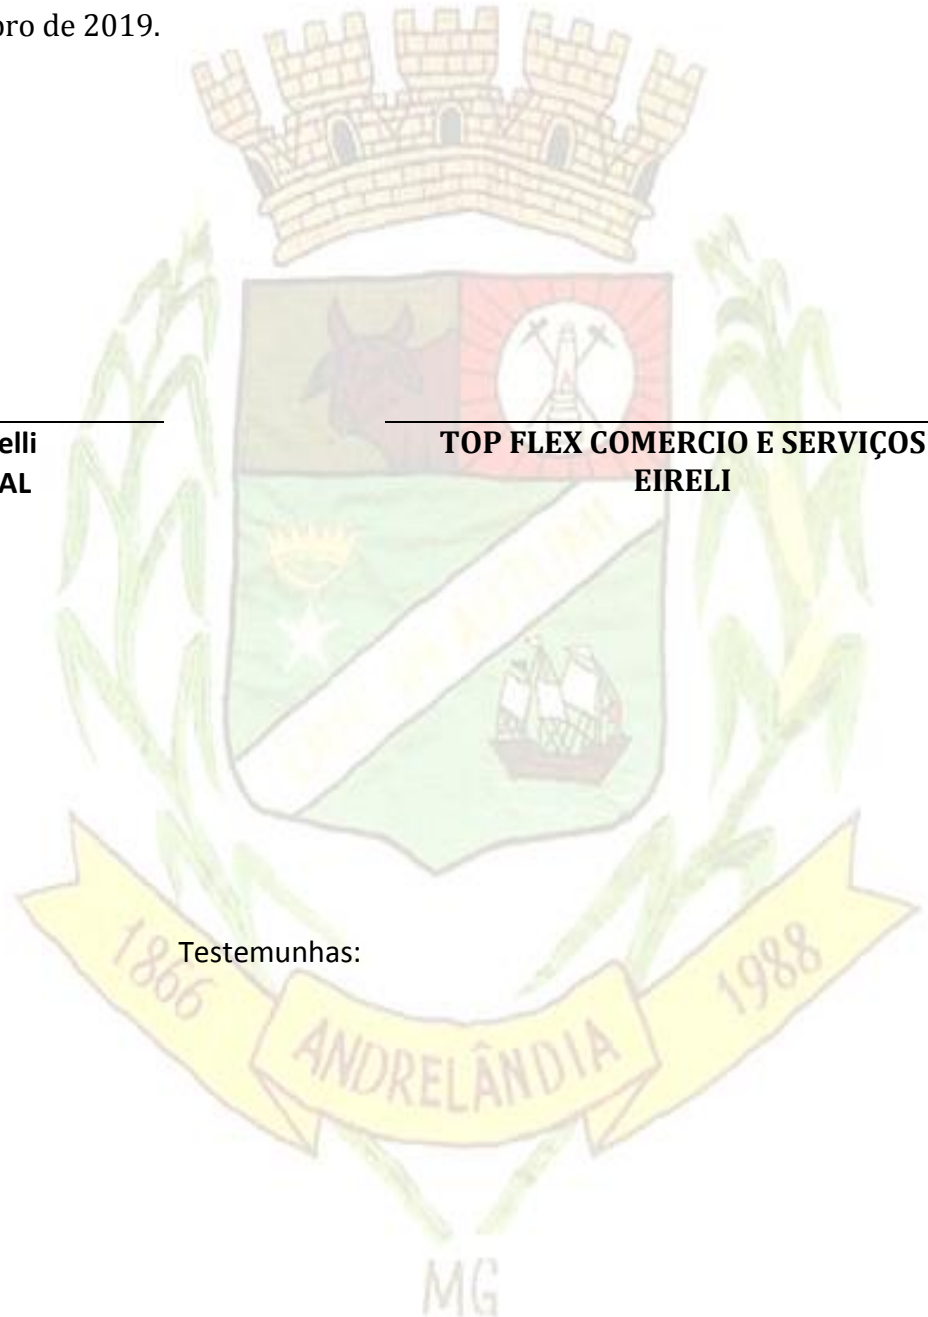 bro de 2019.
elli
AL
TOP FLEX COMERCIO E SERVIÇOS
EIRELI
Testemunhas:
1866
ANDRELÂNDIA
1988
MG